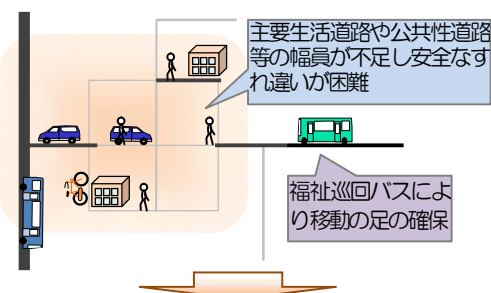 主要生活道路や公共性道路
等の幅員が不足し安全なす
れ違いが困難
福祉巡回バスによ
り移動の足の確保